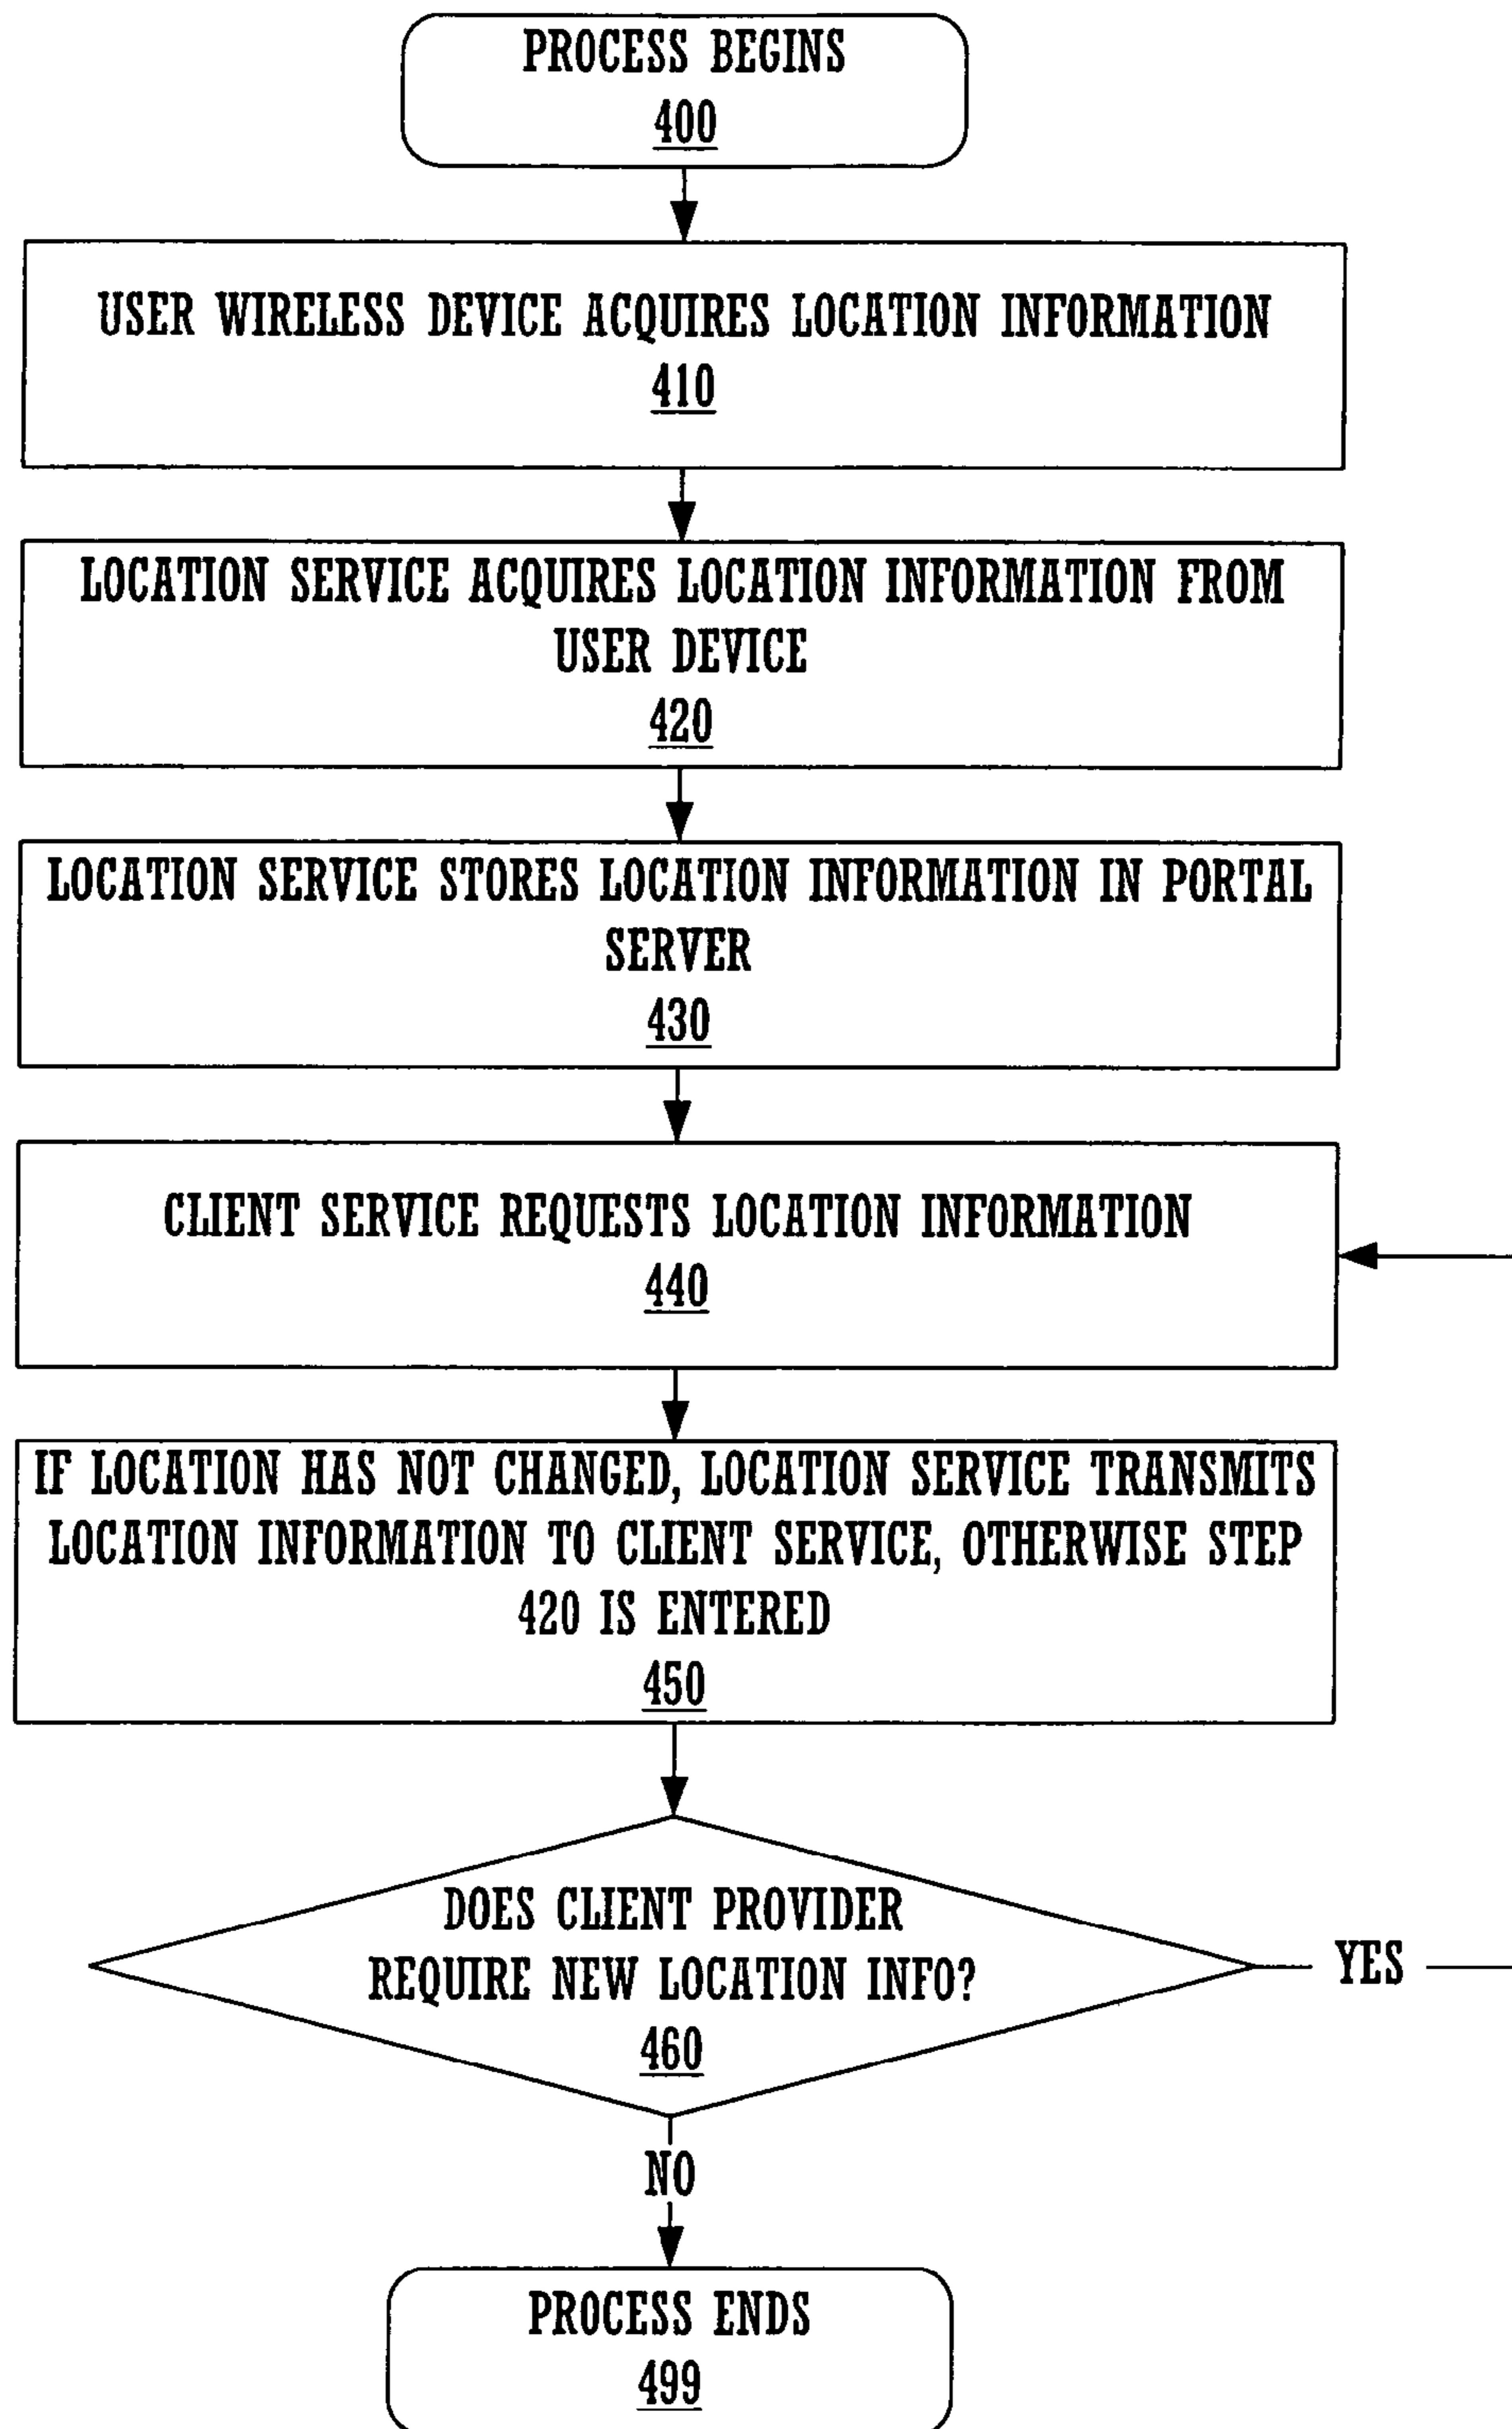 PROCESS BEGINS
400
USER WIRELESS DEVICE ACQUIRES LOCATION INFORMATION
410
LOCATION SERVICE ACQUIRES LOCATION INFORMATION FROM
USER DEVICE
420
LOCATION SERVICE STORES LOCATION INFORMATION IN PORTAL
SERVER
430
CLIENT SERVICE REQUESTS LOCATION INFORMATION
440
IF LOCATION HAS NOT CHANGED, LOCATION SERVICE TRANSMITS
LOCATION INFORMATION TO CLIENT SERVICE, OTHERWISE STEP
420 IS ENTERED
450
DOES CLIENT PROVIDER
REQUIRE NEW LOCATION INFO?
460
YES
NO
PROCESS ENDS
499